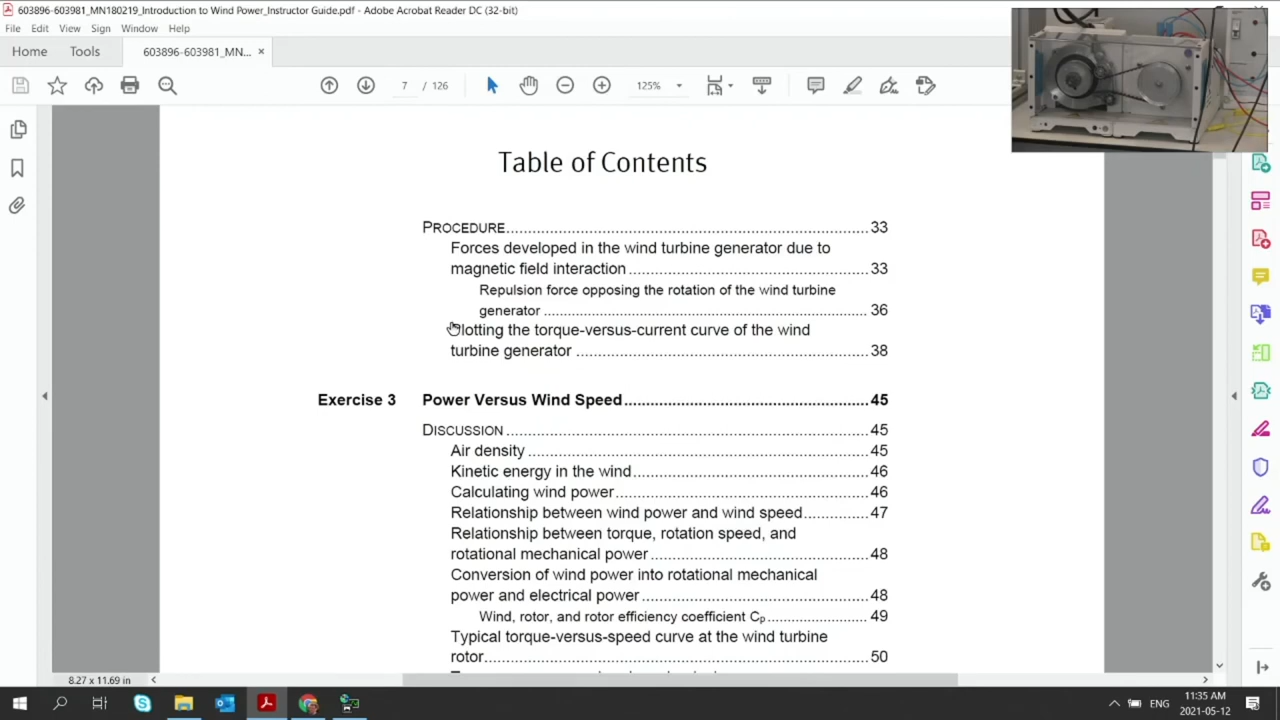 603896-603981_MN180219_Introduction to Wind Power_Instructor Guide.pdf - Adobe Acrobat Reader DC (32-bit)
File Edit View Sign Window Help
Home Tools 603896-603981_MN... ×
7 / 126 125%
Table of Contents
PROCEDURE.................................................................................. 33
Forces developed in the wind turbine generator due to
magnetic field interaction ...................................................... 33
Repulsion force opposing the rotation of the wind turbine
generator .......................................................................... 36
Plotting the torque-versus-current curve of the wind
turbine generator .................................................................. 38
Exercise 3 Power Versus Wind Speed ........................................................ 45
DISCUSSION .................................................................................. 45
Air density .............................................................................. 45
Kinetic energy in the wind ...................................................... 46
Calculating wind power .......................................................... 46
Relationship between wind power and wind speed ............... 47
Relationship between torque, rotation speed, and
rotational mechanical power .................................................. 48
Conversion of wind power into rotational mechanical
power and electrical power .................................................... 48
Wind, rotor, and rotor efficiency coefficient Cp ...................... 49
Typical torque-versus-speed curve at the wind turbine
rotor ........................................................................................ 50
8.27 x 11.69 in
ENG
11:35 AM
2021-05-12